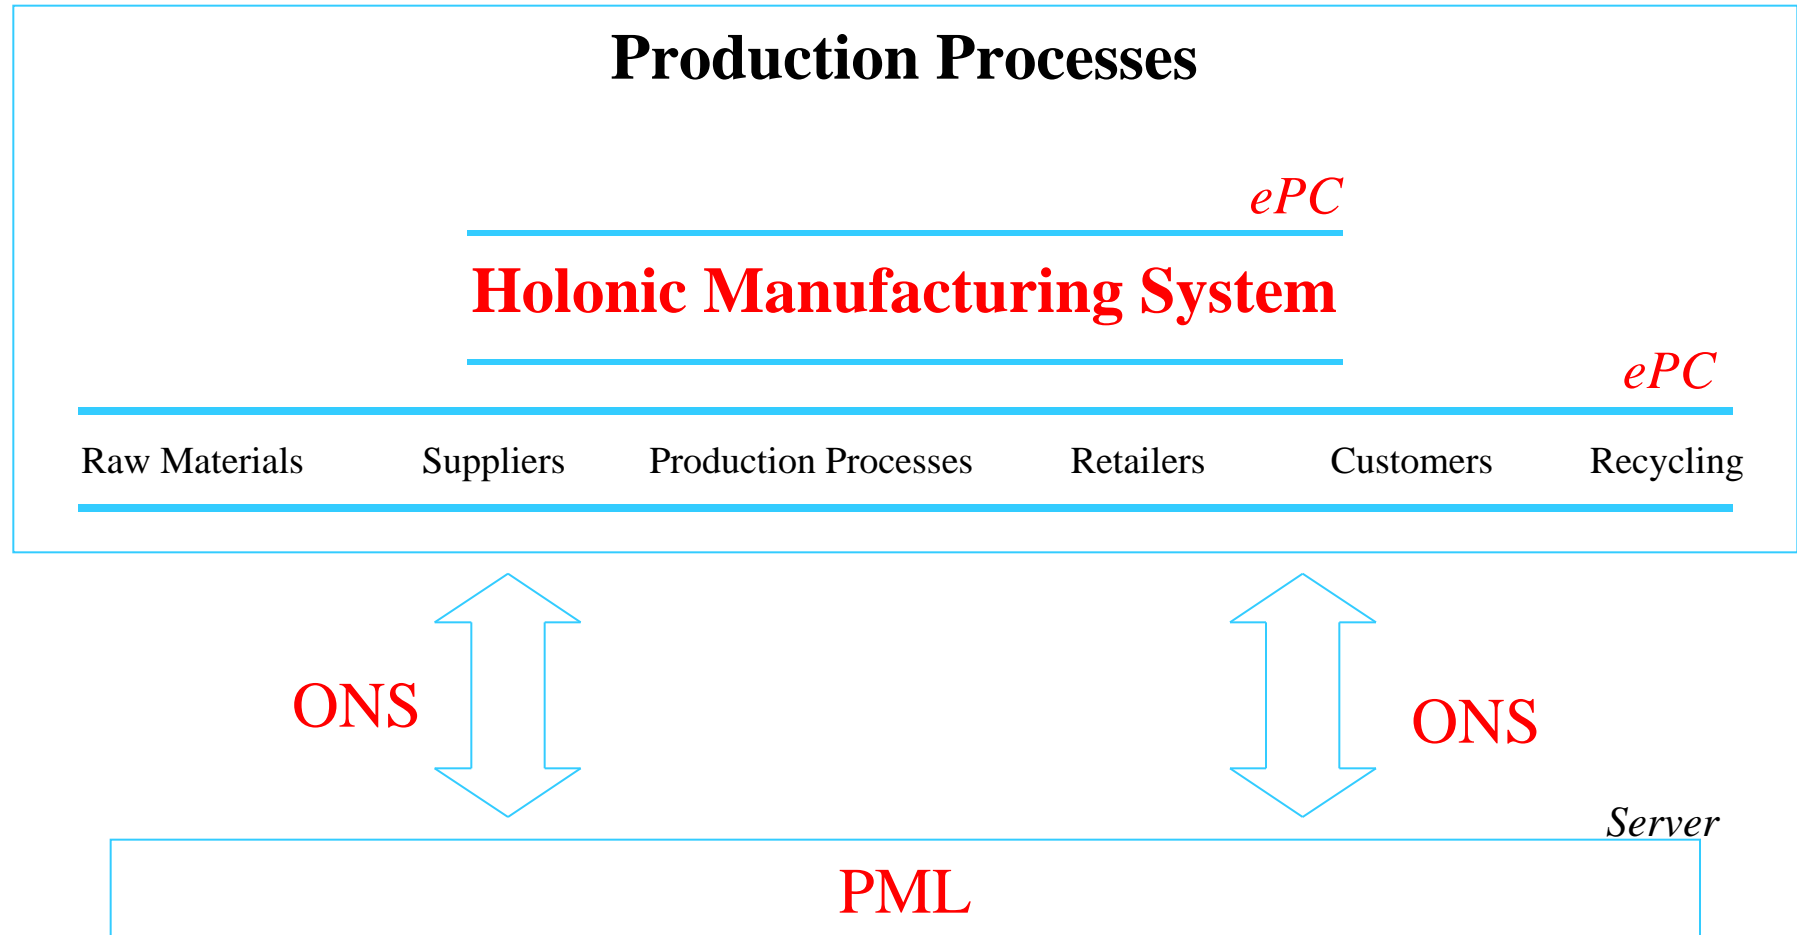 Production Processes
ePC
Holonic Manufacturing System
ePC
Raw Materials Suppliers Production Processes Retailers Customers Recycling
ONS
ONS
Server
PML